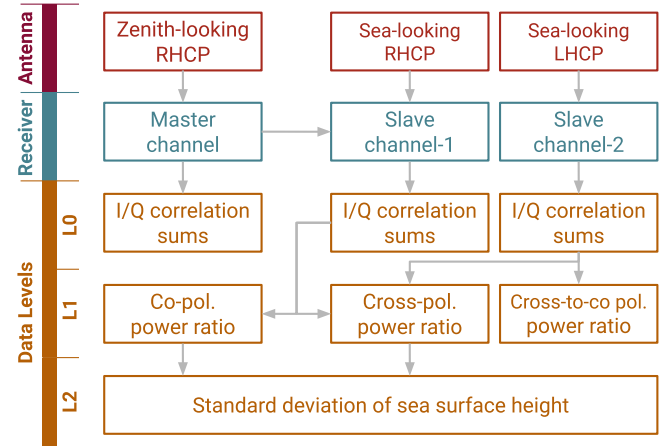 Antenna
Zenith-looking
RHCP
Sea-looking
RHCP
Sea-looking
LHCP
Receiver
Master
channel
Slave
channel-1
Slave
channel-2
Data Levels
L0
I/Q correlation
sums
I/Q correlation
sums
I/Q correlation
sums
L1
Co-pol.
power ratio
Cross-pol.
power ratio
Cross-to-co pol.
power ratio
L2
Standard deviation of sea surface height